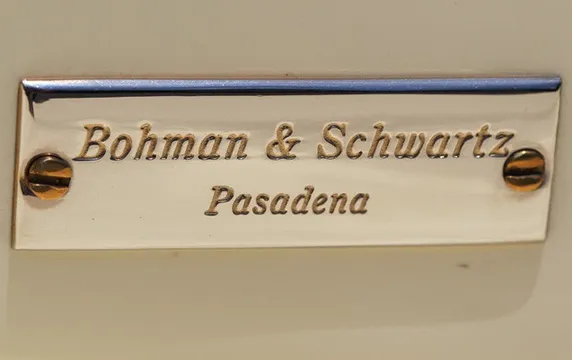 Bohman & Schwartz
Pasadena